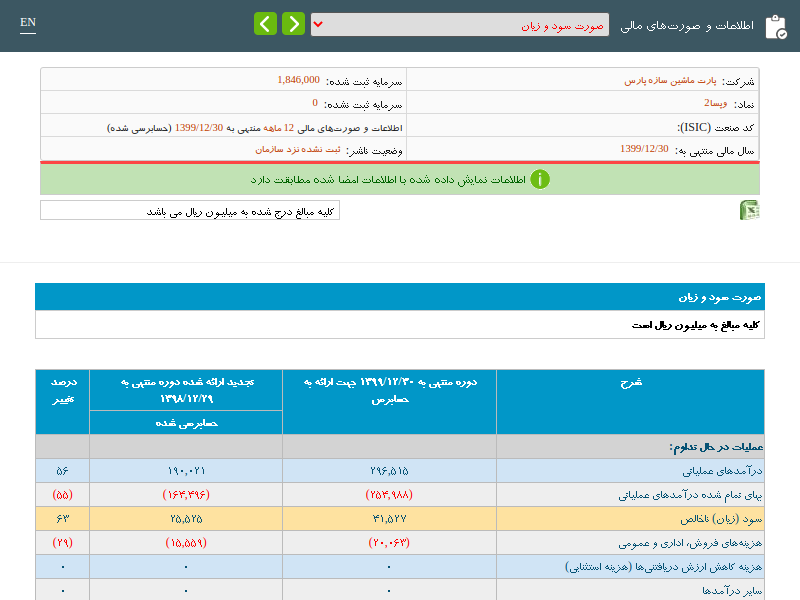 اطلاعات و صورت‌های مالی صورت سود و زیان EN
شرکت: پارت ماشین سازه پارس سرمایه ثبت شده: 1,846,000
نماد: وپسا2 سرمایه ثبت نشده: 0
کد صنعت (ISIC): اطلاعات و صورت‌های مالی 12 ماهه منتهی به 1399/12/30 (حسابرسی شده)
سال مالی منتهی به: 1399/12/30 وضعیت ناشر: ثبت نشده نزد سازمان
اطلاعات نمایش داده شده با اطلاعات امضا شده مطابقت دارد
کلیه مبالغ درج شده به میلیون ریال می باشد
صورت سود و زیان
کلیه مبالغ به میلیون ریال است
شرح دوره منتهی به ۱۳۹۹/۱۲/۳۰ جهت ارائه به حسابرس تجدید ارائه شده دوره منتهی به ۱۳۹۸/۱۲/۲۹ درصد تغییر
حسابرسی شده
عملیات در حال تداوم:
درآمدهای عملیاتی ۲۹۶,۵۱۵ ۱۹۰,۰۲۱ ۵۶
بهای تمام شده درآمدهای عملیاتی (۲۵۴,۹۸۸) (۱۶۴,۴۹۶) (۵۵)
سود (زیان) ناخالص ۴۱,۵۲۷ ۲۵,۵۲۵ ۶۳
هزینه‌های فروش، اداری و عمومی (۲۰,۰۶۳) (۱۵,۵۵۹) (۲۹)
هزینه کاهش ارزش دریافتنی‌ها (هزینه استثنایی) ۰ ۰ ۰
سایر درآمدها ۰ ۰ ۰